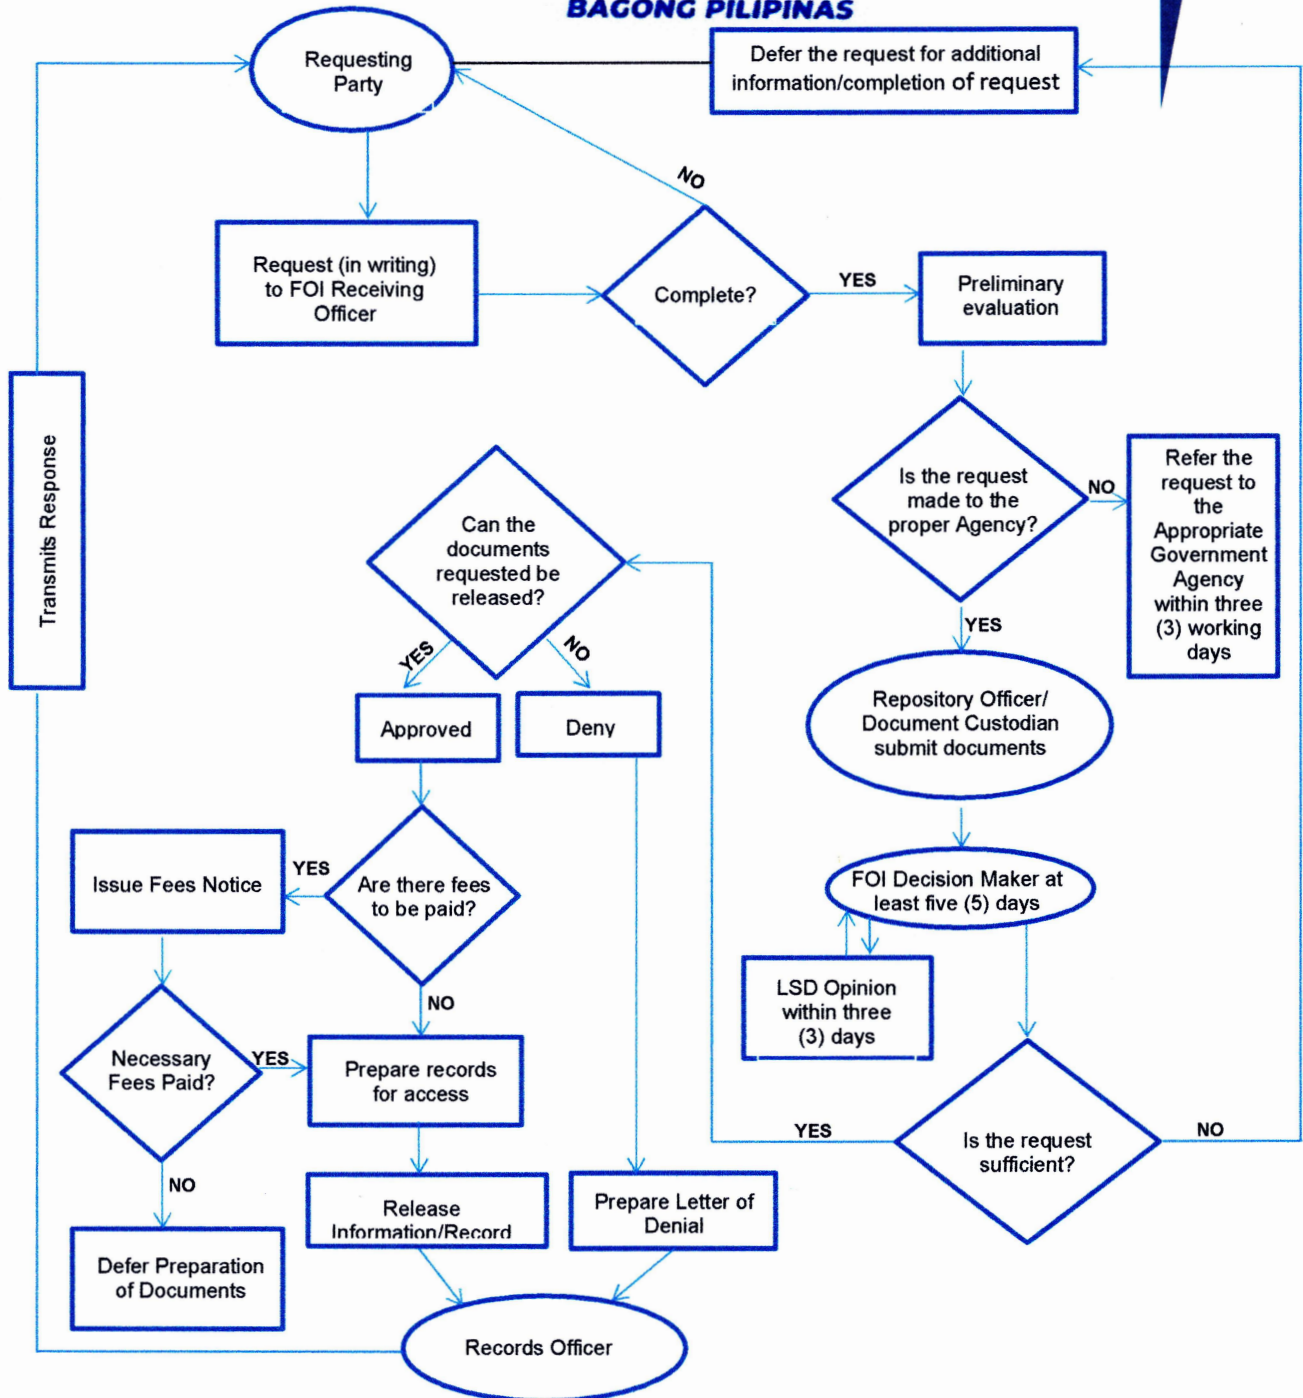 BAGONG PILIPINAS
Requesting
Party
Defer the request for additional
information/completion of request
NO
Request (in writing)
to FOI Receiving
Officer
Complete?
YES
Preliminary
evaluation
Transmits Response
Can the
documents
requested be
released?
Is the request
made to the
proper Agency?
NO
Refer the
request to
the
Appropriate
Government
Agency
within three
(3) working
days
YES
NO
YES
Approved
Deny
Repository Officer/
Document Custodian
submit documents
Issue Fees Notice
YES
Are there fees
to be paid?
FOI Decision Maker at
least five (5) days
NO
LSD Opinion
within three
(3) days
Necessary
Fees Paid?
YES
Prepare records
for access
YES
Is the request
sufficient?
NO
NO
Release
Information/Record
Prepare Letter of
Denial
Defer Preparation
of Documents
Records Officer